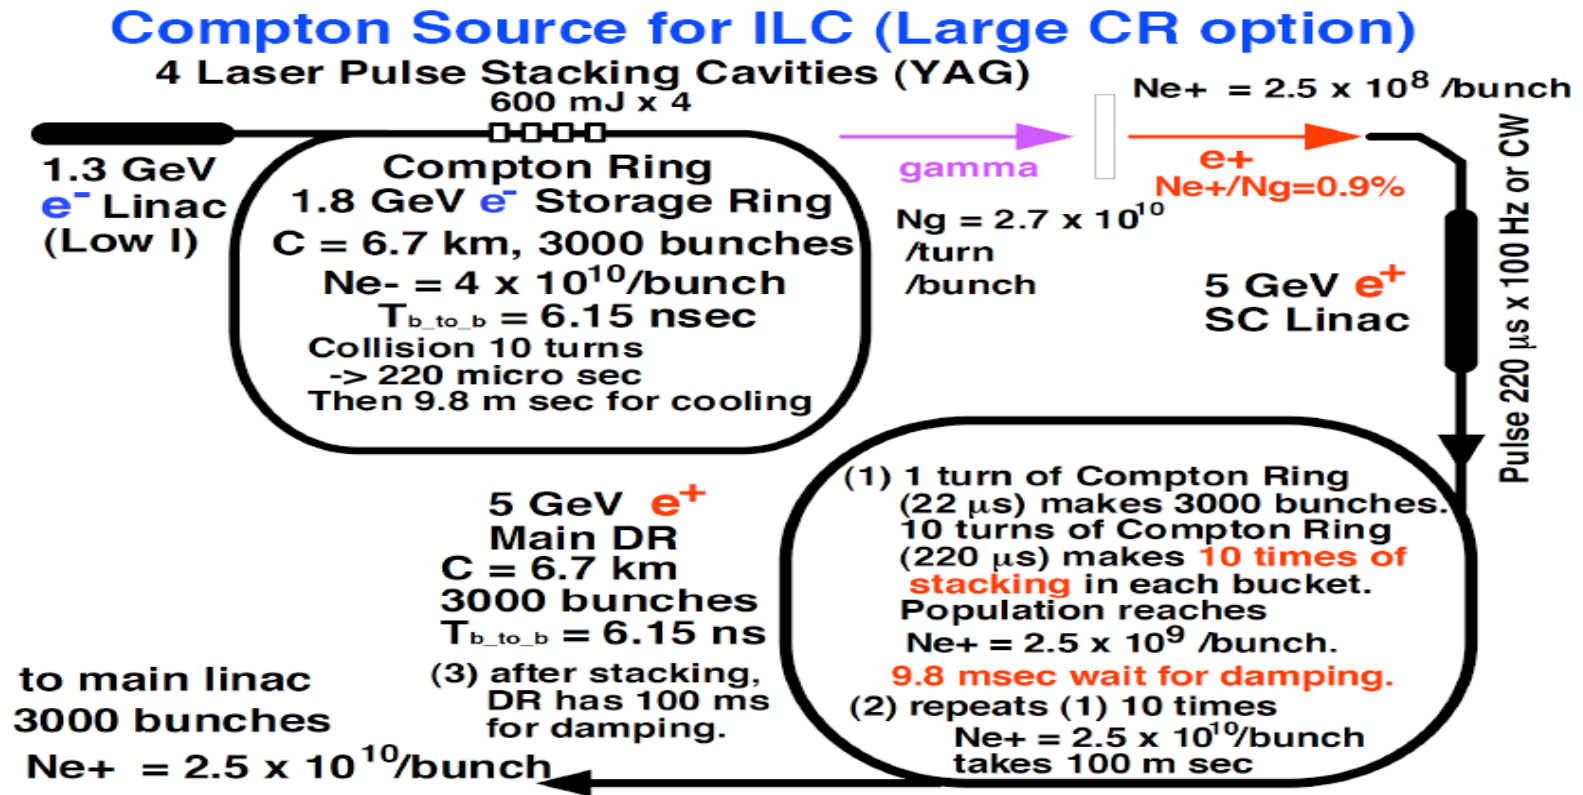 Compton Source for ILC (Large CR option)
4 Laser Pulse Stacking Cavities (YAG)
600 mJ x 4
1.3 GeV
e⁻ Linac
(Low I)
Compton Ring
1.8 GeV e⁻ Storage Ring
C = 6.7 km, 3000 bunches
Ne- = 4 x 10¹⁰/bunch
T_b_to_b = 6.15 nsec
Collision 10 turns
-> 220 micro sec
Then 9.8 m sec for cooling
gamma
Ng = 2.7 x 10¹⁰
/turn
/bunch
Ne+ = 2.5 x 10⁸ /bunch
e+
Ne+/Ng=0.9%
5 GeV e⁺
SC Linac
Pulse 220 μs x 100 Hz or CW
(1) 1 turn of Compton Ring
(22 μs) makes 3000 bunches.
10 turns of Compton Ring
(220 μs) makes 10 times of
stacking in each bucket.
Population reaches
Ne+ = 2.5 x 10⁹ /bunch.
9.8 msec wait for damping.
(2) repeats (1) 10 times
Ne+ = 2.5 x 10¹⁰/bunch
takes 100 m sec
5 GeV e⁺
Main DR
C = 6.7 km
3000 bunches
T_b_to_b = 6.15 ns
(3) after stacking,
DR has 100 ms
for damping.
to main linac
3000 bunches
Ne+ = 2.5 x 10¹⁰/bunch